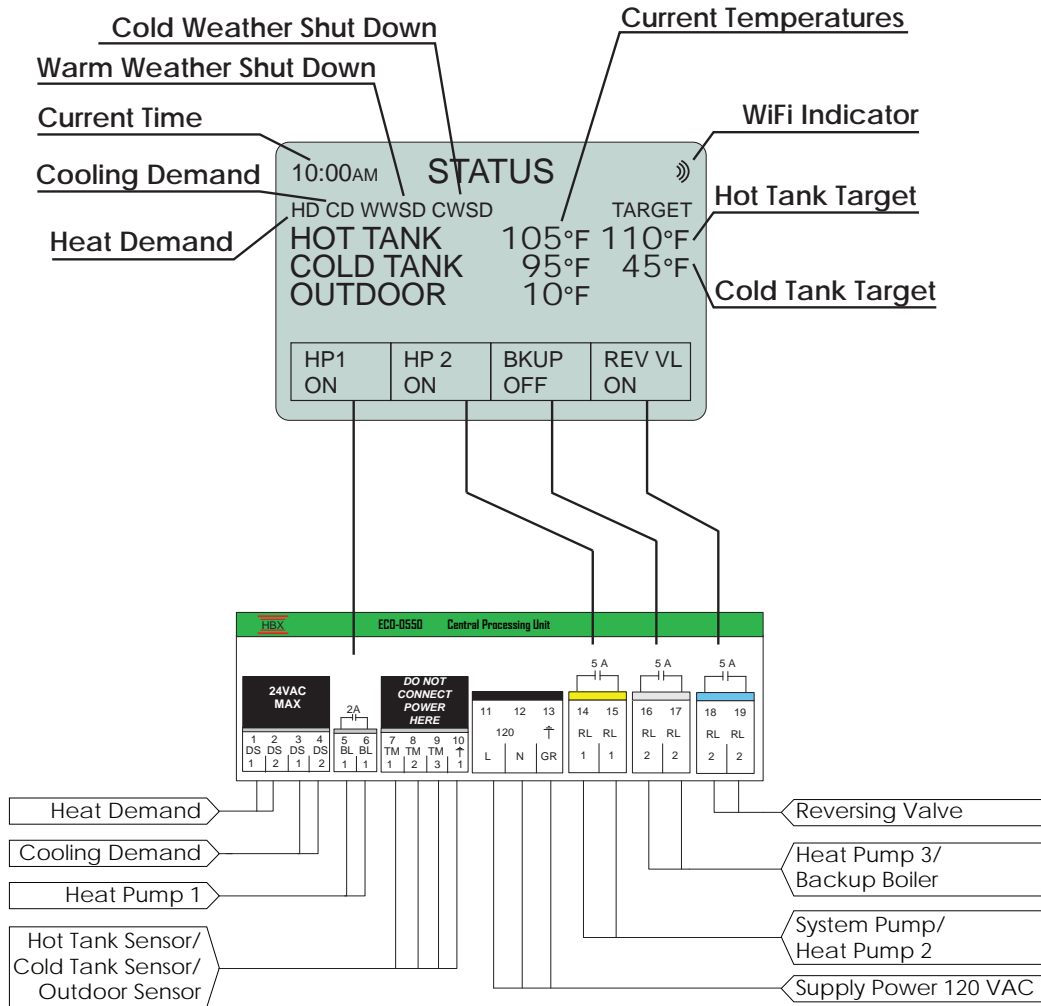 Cold Weather Shut Down
Current Temperatures
Warm Weather Shut Down
Current Time
WiFi Indicator
Cooling Demand
Heat Demand
Hot Tank Target
Cold Tank Target
10:00AM STATUS
HD CD WWSD CWSD TARGET
HOT TANK 105°F 110°F
COLD TANK 95°F 45°F
OUTDOOR 10°F
HP1 HP 2 BKUP REV VL
ON ON OFF ON
HBX ECO-0550 Central Processing Unit
24VAC
MAX
2A
DO NOT
CONNECT
POWER
HERE
5 A 5 A 5 A
1 2 3 4 5 6 7 8 9 10 11 12 13 14 15 16 17 18 19
DS DS DS DS BL BL TM TM TM 120 RL RL RL RL RL RL
1 2 1 2 1 1 1 2 3 1 L N GR 1 1 2 2 2 2
Heat Demand
Cooling Demand
Heat Pump 1
Hot Tank Sensor/
Cold Tank Sensor/
Outdoor Sensor
Reversing Valve
Heat Pump 3/
Backup Boiler
System Pump/
Heat Pump 2
Supply Power 120 VAC